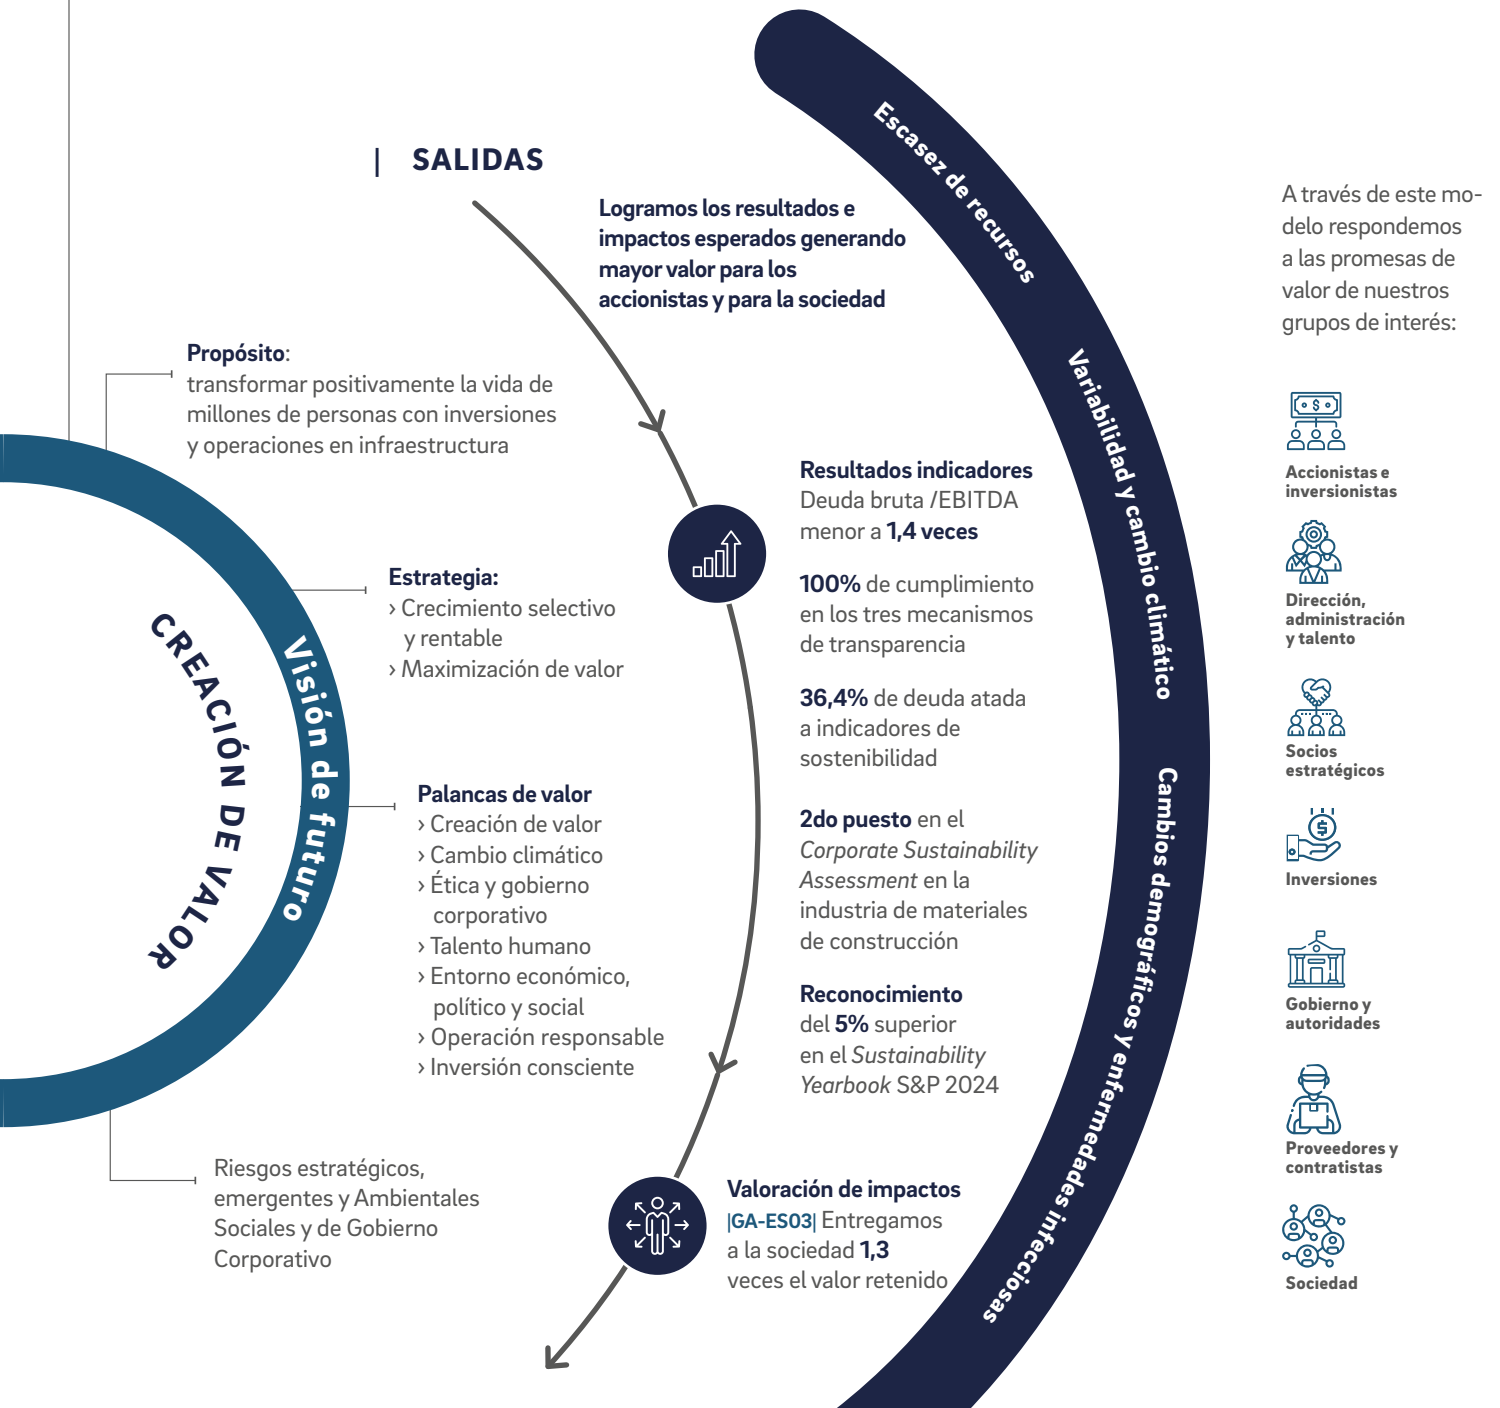 | SALIDAS
Logramos los resultados e
impactos esperados generando
mayor valor para los
accionistas y para la sociedad
Propósito:
transformar positivamente la vida de
millones de personas con inversiones
y operaciones en infraestructura
Estrategia:
› Crecimiento selectivo
y rentable
› Maximización de valor
CREACIÓN DE VALOR
Visión de futuro
Palancas de valor
› Creación de valor
› Cambio climático
› Ética y gobierno
corporativo
› Talento humano
› Entorno económico,
político y social
› Operación responsable
› Inversión consciente
Riesgos estratégicos,
emergentes y Ambientales
Sociales y de Gobierno
Corporativo
Resultados indicadores
Deuda bruta /EBITDA
menor a 1,4 veces
100% de cumplimiento
en los tres mecanismos
de transparencia
36,4% de deuda atada
a indicadores de
sostenibilidad
2do puesto en el
Corporate Sustainability
Assessment en la
industria de materiales
de construcción
Reconocimiento
del 5% superior
en el Sustainability
Yearbook S&P 2024
Valoración de impactos
|GA-ES03| Entregamos
a la sociedad 1,3
veces el valor retenido
Escasez de recursos
Variabilidad y cambio climático
Cambios demográficos y enfermedades infecciosas
A través de este mo-
delo respondemos
a las promesas de
valor de nuestros
grupos de interés:
$
Accionistas e
inversionistas
Dirección,
administración
y talento
Socios
estratégicos
$
Inversiones
Gobierno y
autoridades
Proveedores y
contratistas
Sociedad